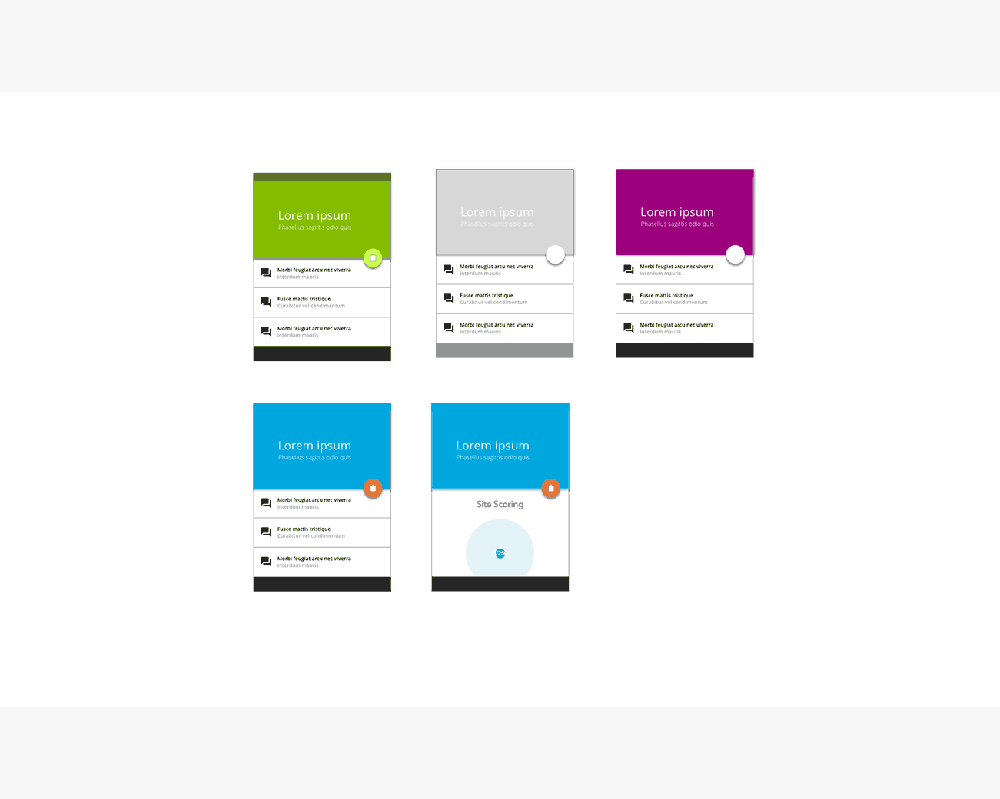 Lorem ipsum
Phasellus sagittis odio quis
Morbi feugiat arcu nec viverra
Interdum mauris
Fusce mattis tristique
Curabitur vel condimentum
Morbi feugiat arcu nec viverra
Interdum mauris
Lorem ipsum
Phasellus sagittis odio quis
Morbi feugiat arcu nec viverra
Interdum mauris
Fusce mattis tristique
Curabitur vel condimentum
Morbi feugiat arcu nec viverra
Interdum mauris
Lorem ipsum
Phasellus sagittis odio quis
Morbi feugiat arcu nec viverra
Interdum mauris
Fusce mattis tristique
Curabitur vel condimentum
Morbi feugiat arcu nec viverra
Interdum mauris
Lorem ipsum
Phasellus sagittis odio quis
Morbi feugiat arcu nec viverra
Interdum mauris
Fusce mattis tristique
Curabitur vel condimentum
Morbi feugiat arcu nec viverra
Interdum mauris
Lorem ipsum
Phasellus sagittis odio quis
Site Scoring